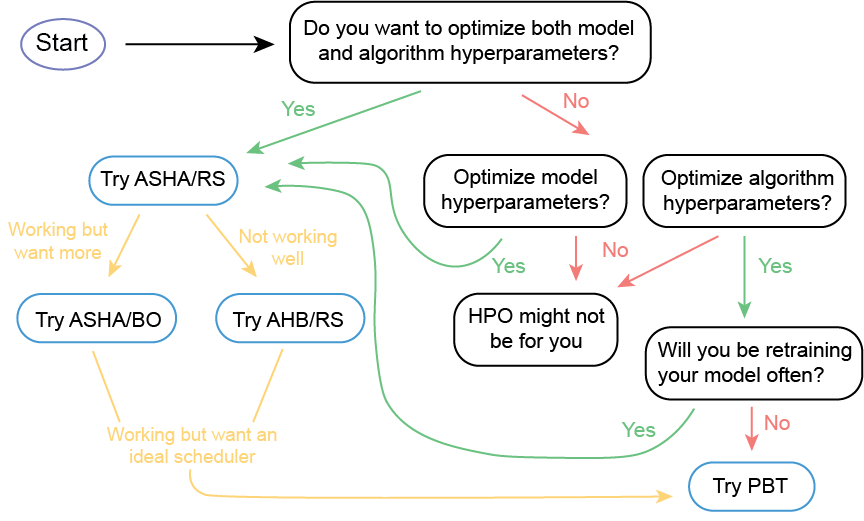 Start
Do you want to optimize both model
and algorithm hyperparameters?
Yes
No
Try ASHA/RS
Optimize model
hyperparameters?
Optimize algorithm
hyperparameters?
Working but
want more
Not working
well
Yes
No
Yes
Try ASHA/BO
Try AHB/RS
HPO might not
be for you
Will you be retraining
your model often?
Working but want an
ideal scheduler
Yes
No
Try PBT